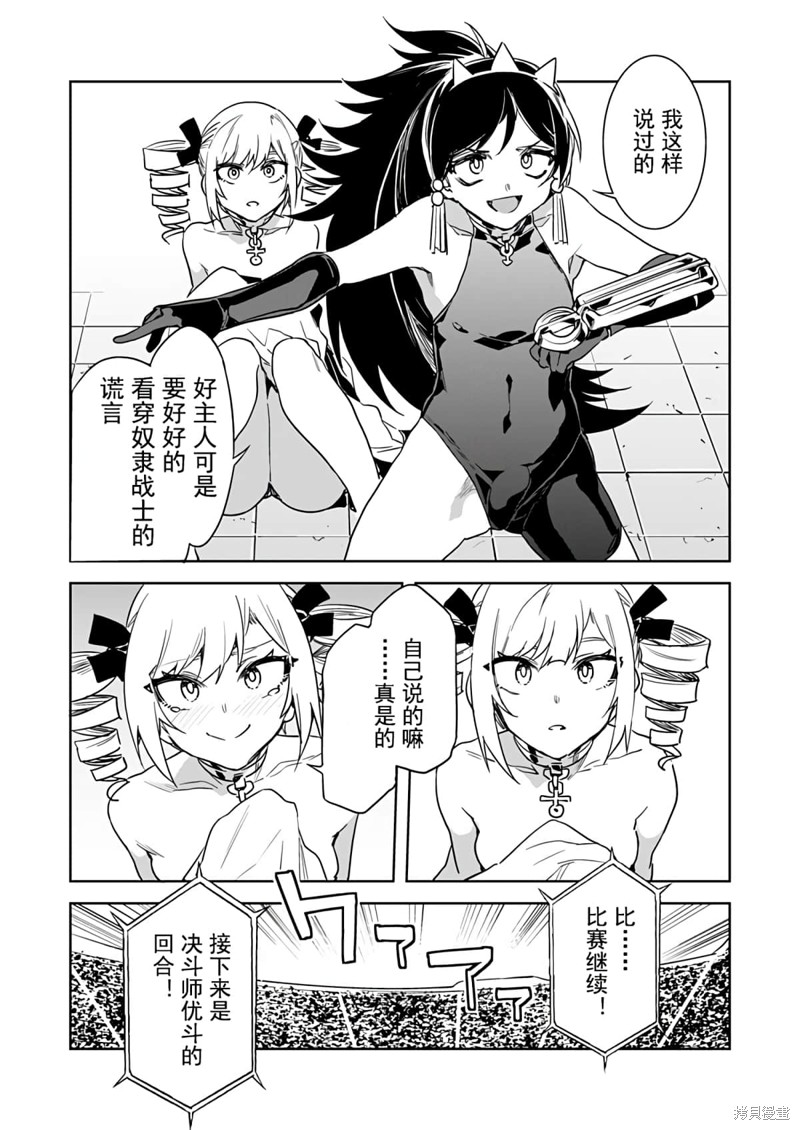 我这样
说过的
好主人可是
要好好的
看穿奴隶战士的
谎言
自己说的嘛
……真是的
比……
比赛继续！
ワァァァ
接下来是
决斗师优斗的
回合！
拷贝漫畫